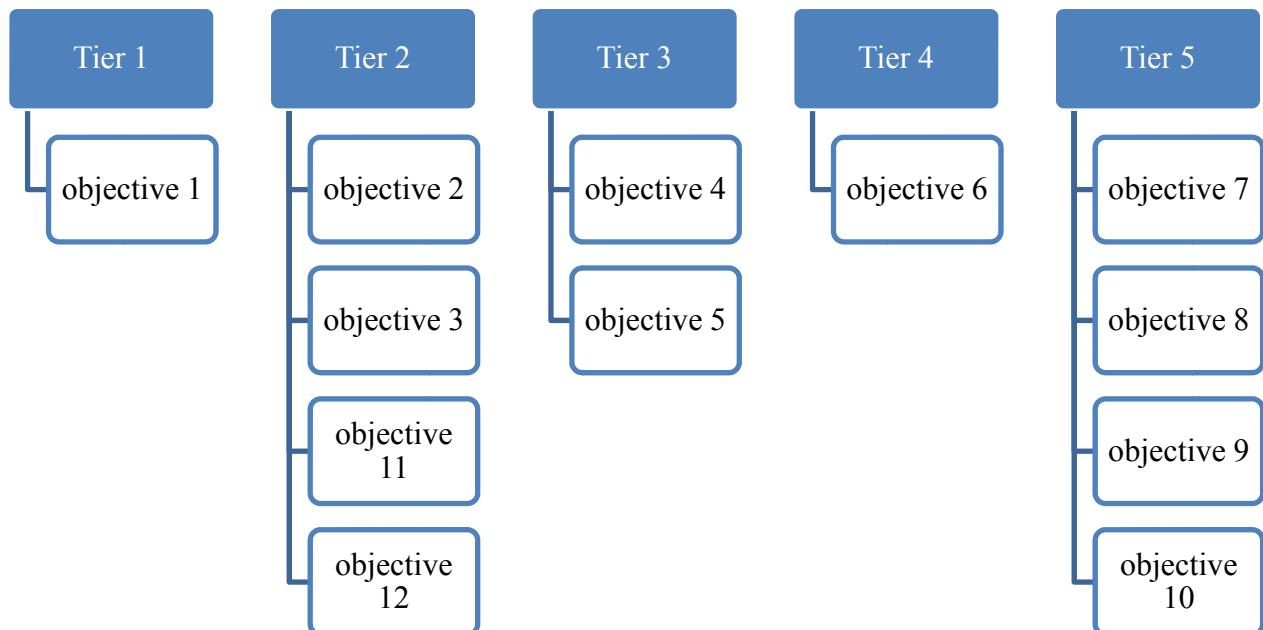 Tier 1
objective 1
Tier 2
objective 2
objective 3
objective
11
objective
12
Tier 3
objective 4
objective 5
Tier 4
objective 6
Tier 5
objective 7
objective 8
objective 9
objective
10